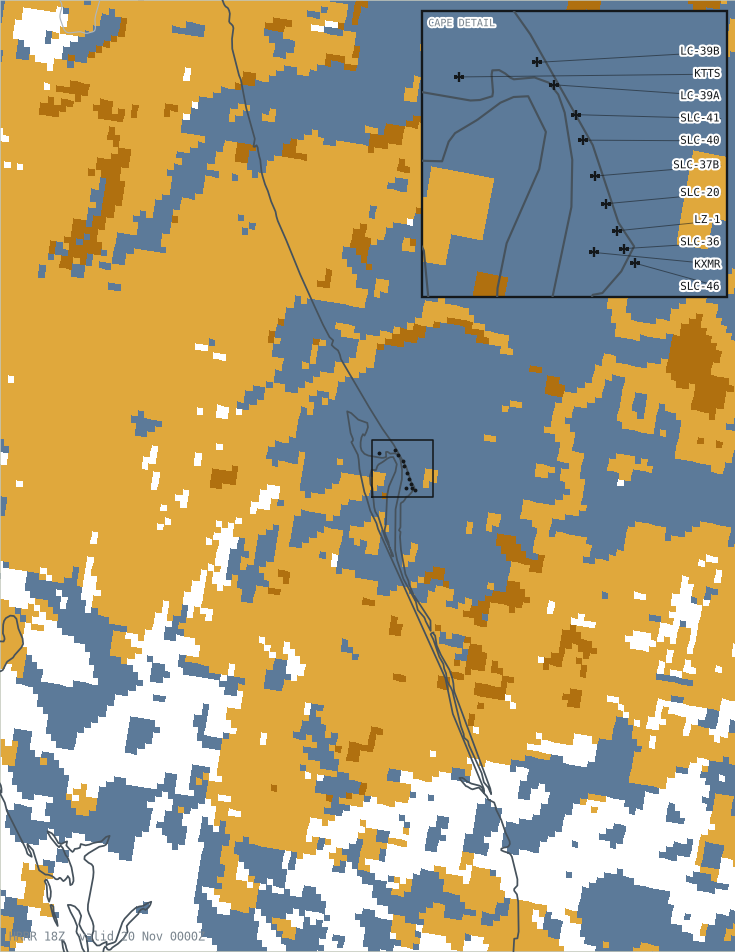 CAPE DETAIL
LC-39B
KTTS
LC-39A
SLC-41
SLC-40
SLC-37B
SLC-20
LZ-1
SLC-36
KXMR
SLC-46
18Z valid 20 Nov 0000Z